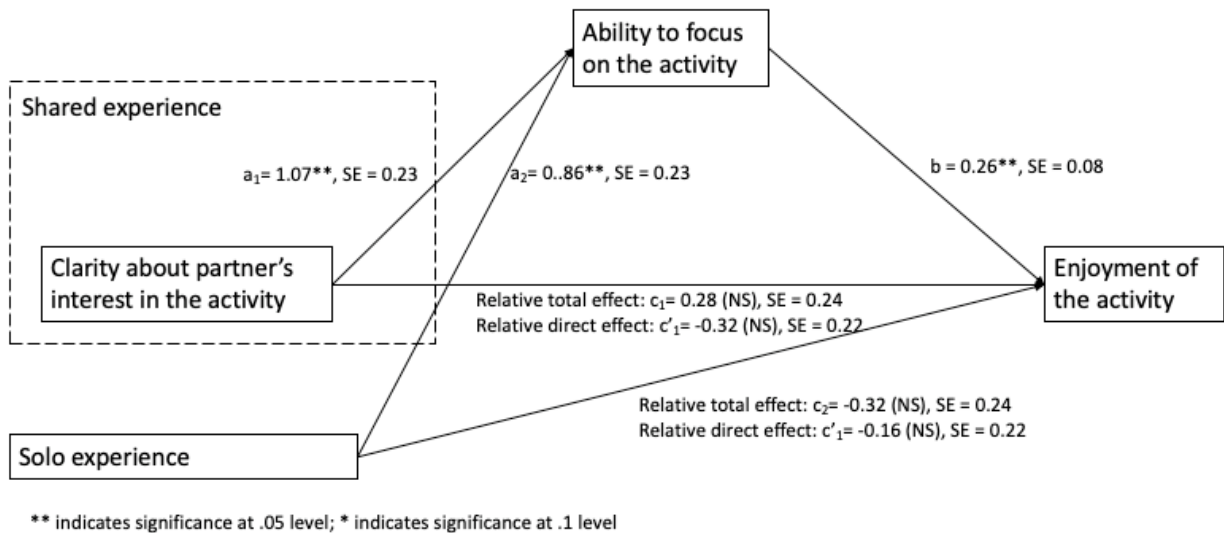 Ability to focus
on the activity
Shared experience
a₁= 1.07**, SE = 0.23
a₂= 0..86**, SE = 0.23
b = 0.26**, SE = 0.08
Clarity about partner's
interest in the activity
Enjoyment of
the activity
Relative total effect: c₁= 0.28 (NS), SE = 0.24
Relative direct effect: c'₁= -0.32 (NS), SE = 0.22
Relative total effect: c₂= -0.32 (NS), SE = 0.24
Relative direct effect: c'₁= -0.16 (NS), SE = 0.22
Solo experience
** indicates significance at .05 level; * indicates significance at .1 level